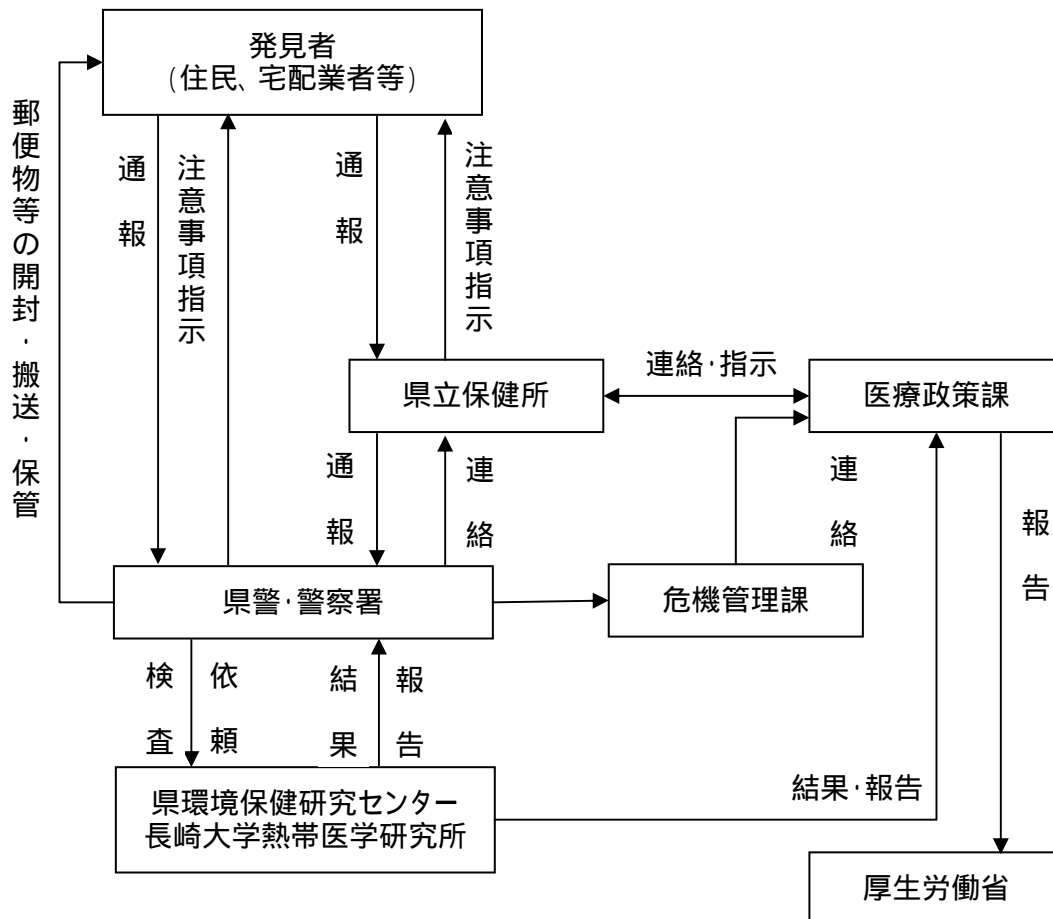 発見者
(住民、宅配業者等)
郵便物等の開封・搬送・保管
通報
注意事項指示
通報
注意事項指示
県立保健所
連絡・指示
医療政策課
通報
連絡
連絡
報告
県警・警察署
危機管理課
検査
依頼
結果
報告
県環境保健研究センター
長崎大学熱帯医学研究所
結果・報告
厚生労働省